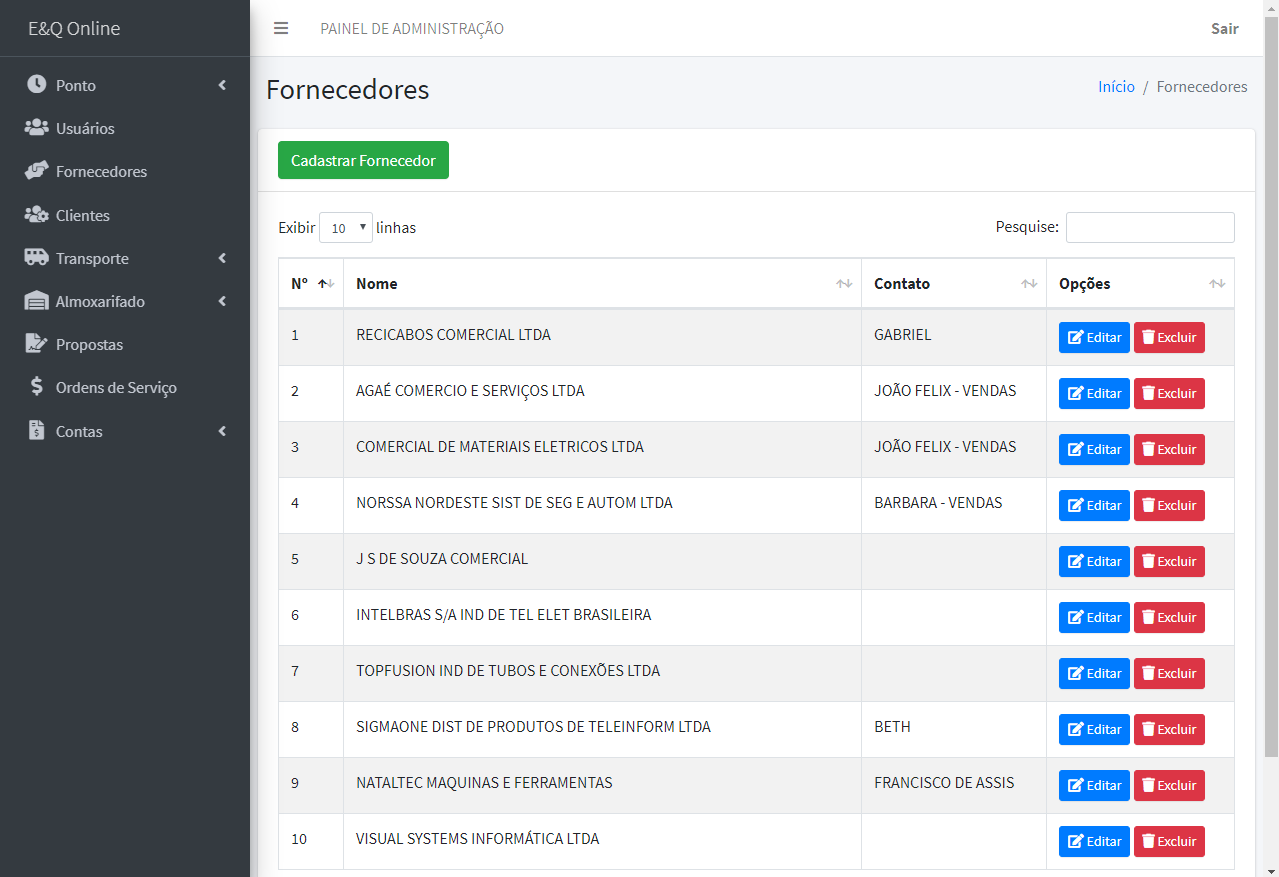 E&Q Online
PAINEL DE ADMINISTRAÇÃO
Sair
Ponto
Usuários
Fornecedores
Clientes
Transporte
Almoxarifado
Propostas
Ordens de Serviço
Contas
Fornecedores
Início / Fornecedores
Cadastrar Fornecedor
Exibir 10 linhas
Pesquise:
Nº Nome Contato Opções
1 RECICABOS COMERCIAL LTDA GABRIEL Editar Excluir
2 AGAÉ COMERCIO E SERVIÇOS LTDA JOÃO FELIX - VENDAS Editar Excluir
3 COMERCIAL DE MATERIAIS ELETRICOS LTDA JOÃO FELIX - VENDAS Editar Excluir
4 NORSSA NORDESTE SIST DE SEG E AUTOM LTDA BARBARA - VENDAS Editar Excluir
5 J S DE SOUZA COMERCIAL Editar Excluir
6 INTELBRAS S/A IND DE TEL ELET BRASILEIRA Editar Excluir
7 TOPFUSION IND DE TUBOS E CONEXÕES LTDA Editar Excluir
8 SIGMAONE DIST DE PRODUTOS DE TELEINFORM LTDA BETH Editar Excluir
9 NATALTEC MAQUINAS E FERRAMENTAS FRANCISCO DE ASSIS Editar Excluir
10 VISUAL SYSTEMS INFORMÁTICA LTDA Editar Excluir